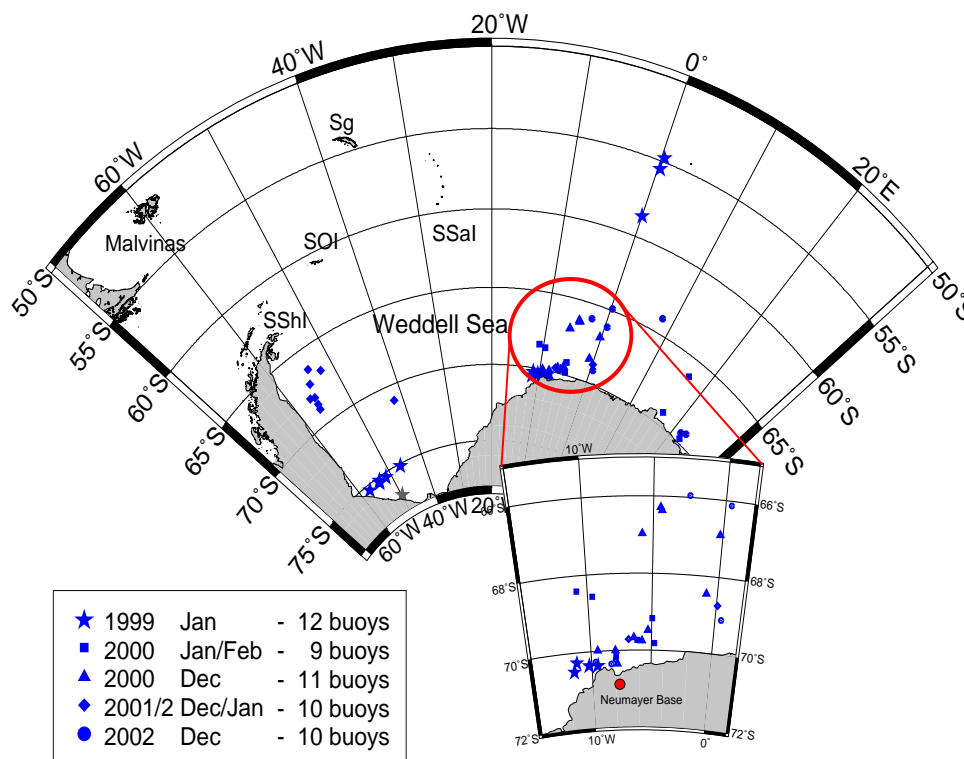 20˚W
40˚W
0˚
60˚W
20˚E
Sg
Malvinas
SOI
SSaI
50˚S
50˚S
SShI
Weddell Sea
55˚S
55˚S
60˚S
60˚S
65˚S
65˚S
70˚S
75˚S
60˚W
40˚W
20˚
10˚W
66˚S
66˚S
68˚S
68˚S
70˚S
70˚S
Neumayer Base
72˚S
10˚W
0˚
72˚S
1999 Jan - 12 buoys
2000 Jan/Feb - 9 buoys
2000 Dec - 11 buoys
2001/2 Dec/Jan - 10 buoys
2002 Dec - 10 buoys